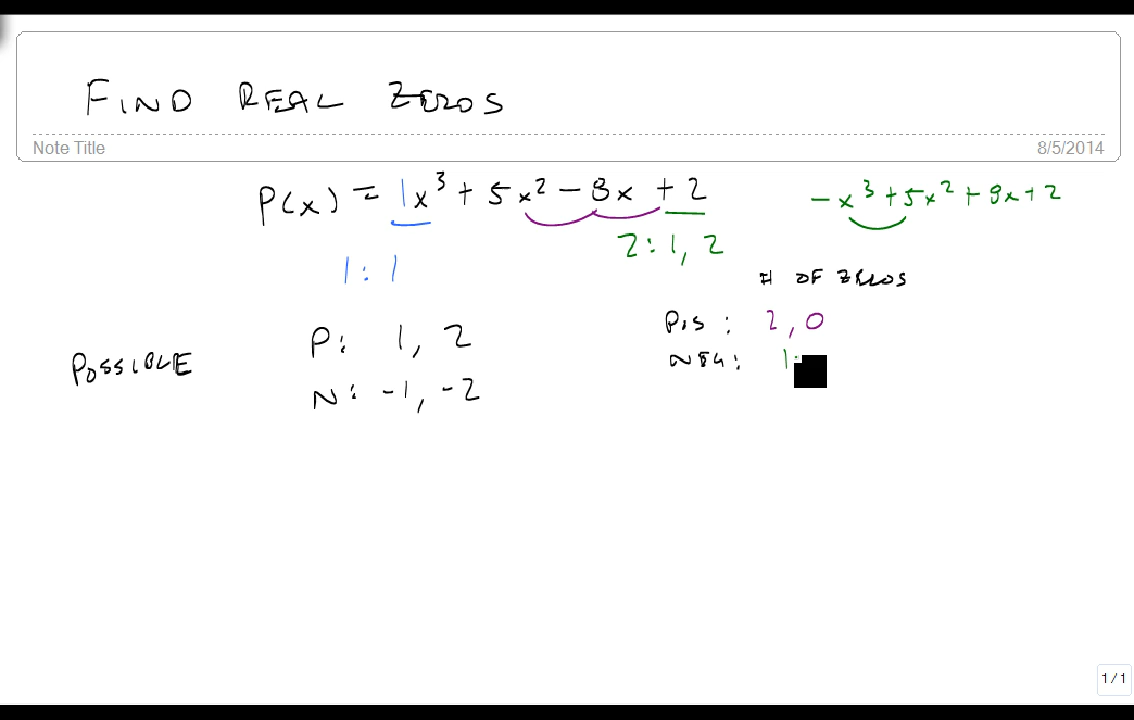 FIND REAL ZEROS
Note Title 8/5/2014
P(x) = 1x³ + 5x² - 8x + 2 -x³ + 5x² + 8x + 2
1: 1 2: 1, 2
# OF ZEROS
P: 1, 2 POS: 2, 0
POSSIBLE NEG: 1
N: -1, -2
1/1